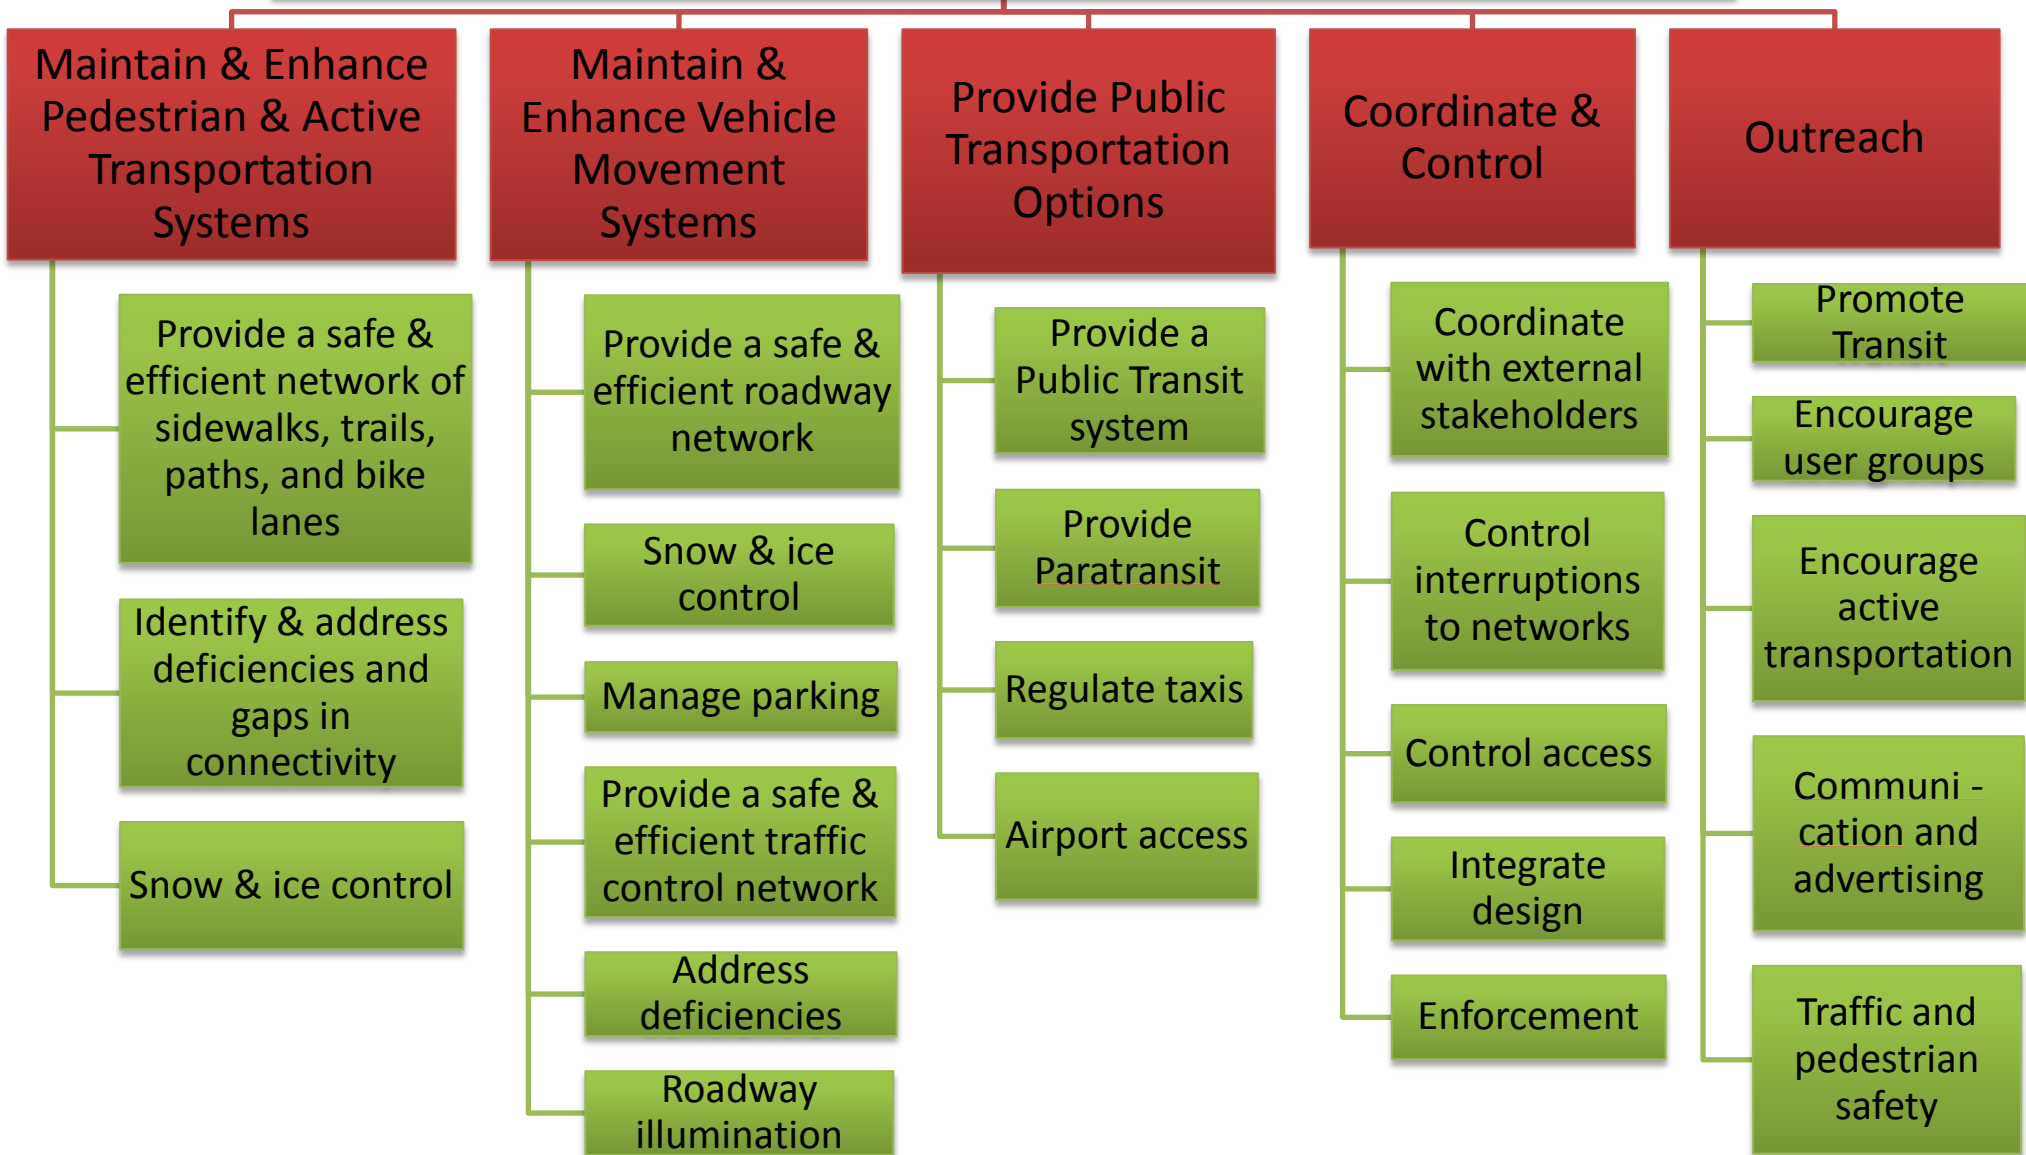 Maintain & Enhance
Pedestrian & Active
Transportation
Systems
Provide a safe &
efficient network of
sidewalks, trails,
paths, and bike
lanes
Identify & address
deficiencies and
gaps in
connectivity
Snow & ice control
Maintain &
Enhance Vehicle
Movement
Systems
Provide a safe &
efficient roadway
network
Snow & ice
control
Manage parking
Provide a safe &
efficient traffic
control network
Address
deficiencies
Roadway
illumination
Provide Public
Transportation
Options
Provide a
Public Transit
system
Provide
Paratransit
Regulate taxis
Airport access
Coordinate &
Control
Coordinate
with external
stakeholders
Control
interruptions
to networks
Control access
Integrate
design
Enforcement
Outreach
Promote
Transit
Encourage
user groups
Encourage
active
transportation
Communi -
cation and
advertising
Traffic and
pedestrian
safety